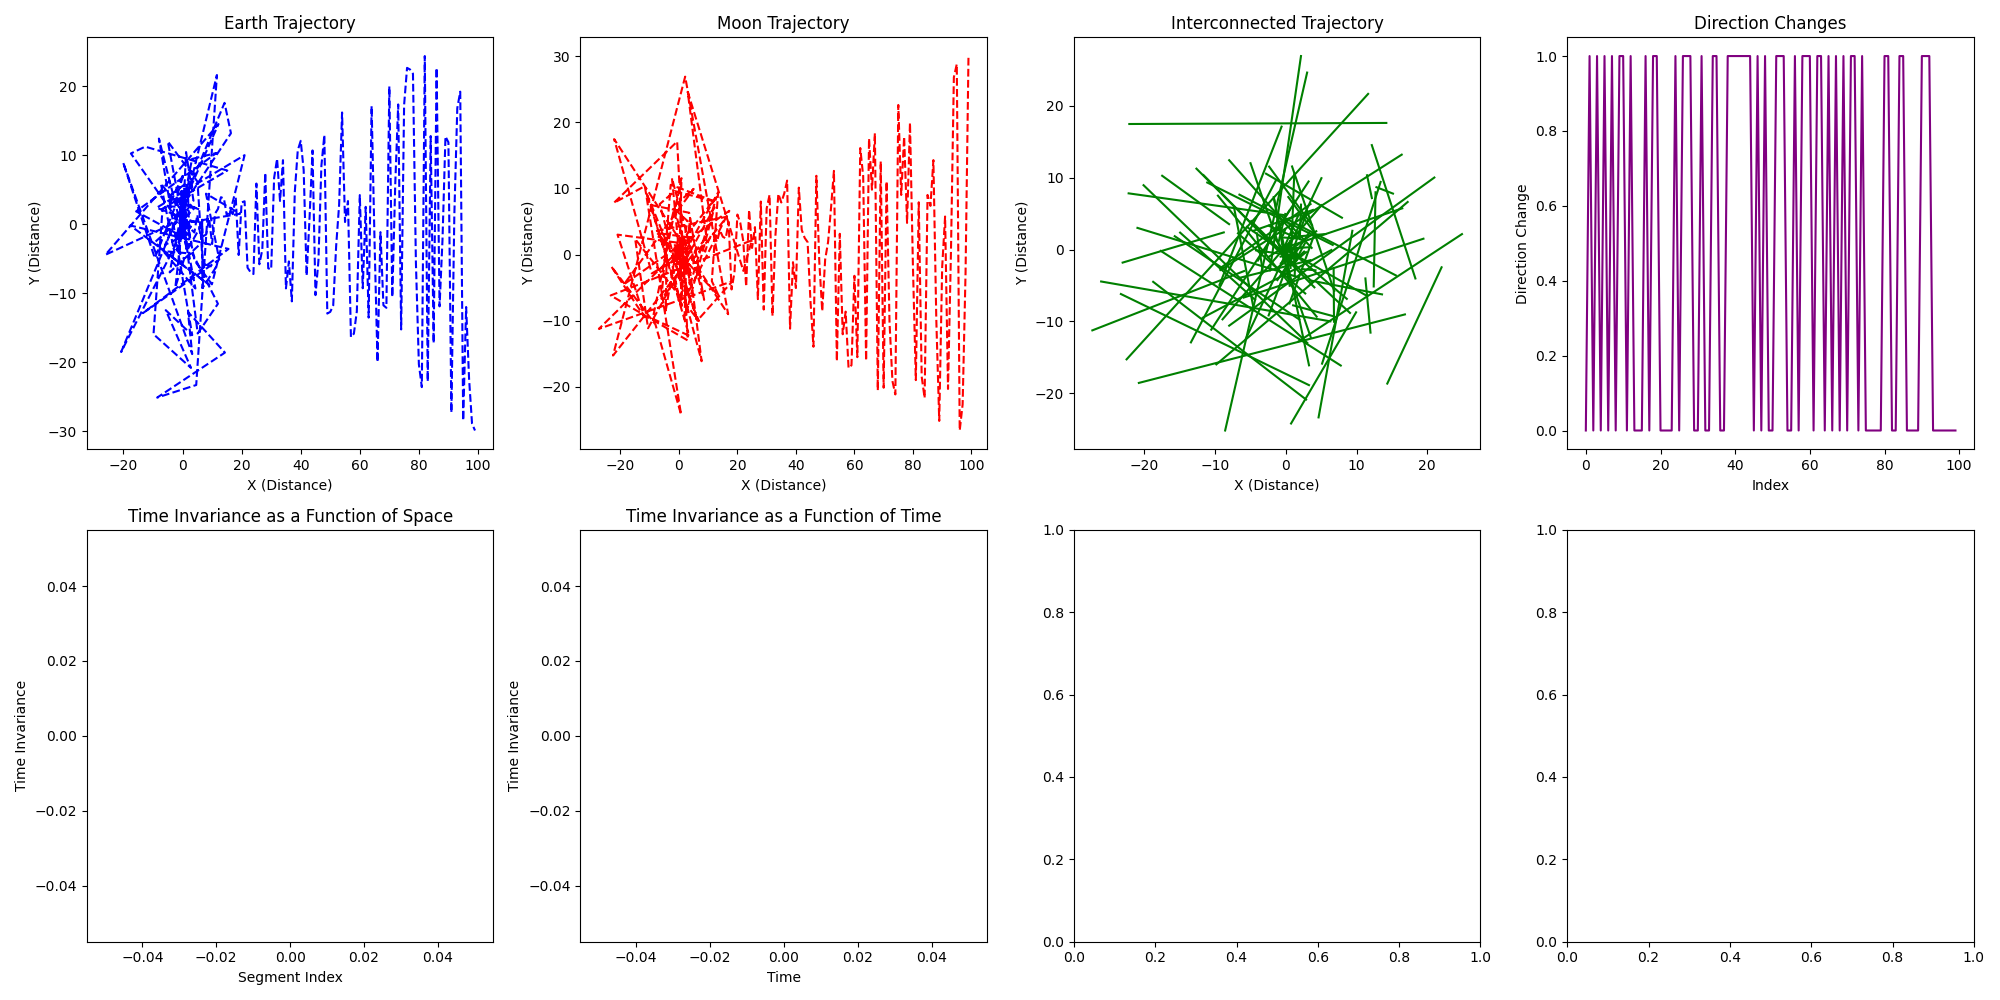 Earth Trajectory
Y (Distance)
20
10
0
−10
−20
−30
−20 0 20 40 60 80 100
X (Distance)
Moon Trajectory
Y (Distance)
30
20
10
0
−10
−20
−20 0 20 40 60 80 100
X (Distance)
Interconnected Trajectory
Y (Distance)
20
10
0
−10
−20
−20 −10 0 10 20
X (Distance)
Direction Changes
Direction Change
1.0
0.8
0.6
0.4
0.2
0.0
0 20 40 60 80 100
Index
Time Invariance as a Function of Space
Time Invariance
0.04
0.02
0.00
−0.02
−0.04
−0.04 −0.02 0.00 0.02 0.04
Segment Index
Time Invariance as a Function of Time
Time Invariance
0.04
0.02
0.00
−0.02
−0.04
−0.04 −0.02 0.00 0.02 0.04
Time
1.0
0.8
0.6
0.4
0.2
0.0
0.0 0.2 0.4 0.6 0.8 1.0
1.0
0.8
0.6
0.4
0.2
0.0
0.0 0.2 0.4 0.6 0.8 1.0